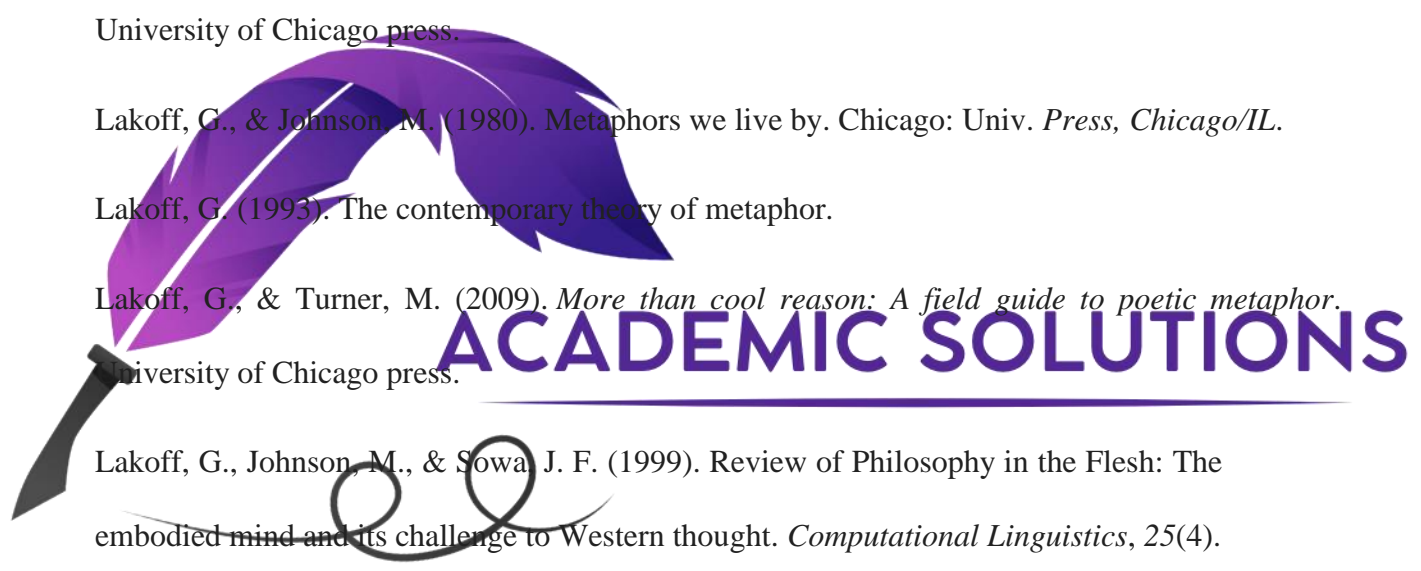 University of Chicago press.
Lakoff, G., & Johnson, M. (1980). Metaphors we live by. Chicago: Univ. Press, Chicago/IL.
Lakoff, G. (1993). The contemporary theory of metaphor.
Lakoff, G., & Turner, M. (2009). More than cool reason: A field guide to poetic metaphor.
ACADEMIC SOLUTIONS
University of Chicago press.
Lakoff, G., Johnson, M., & Sowa, J. F. (1999). Review of Philosophy in the Flesh: The
embodied mind and its challenge to Western thought. Computational Linguistics, 25(4).